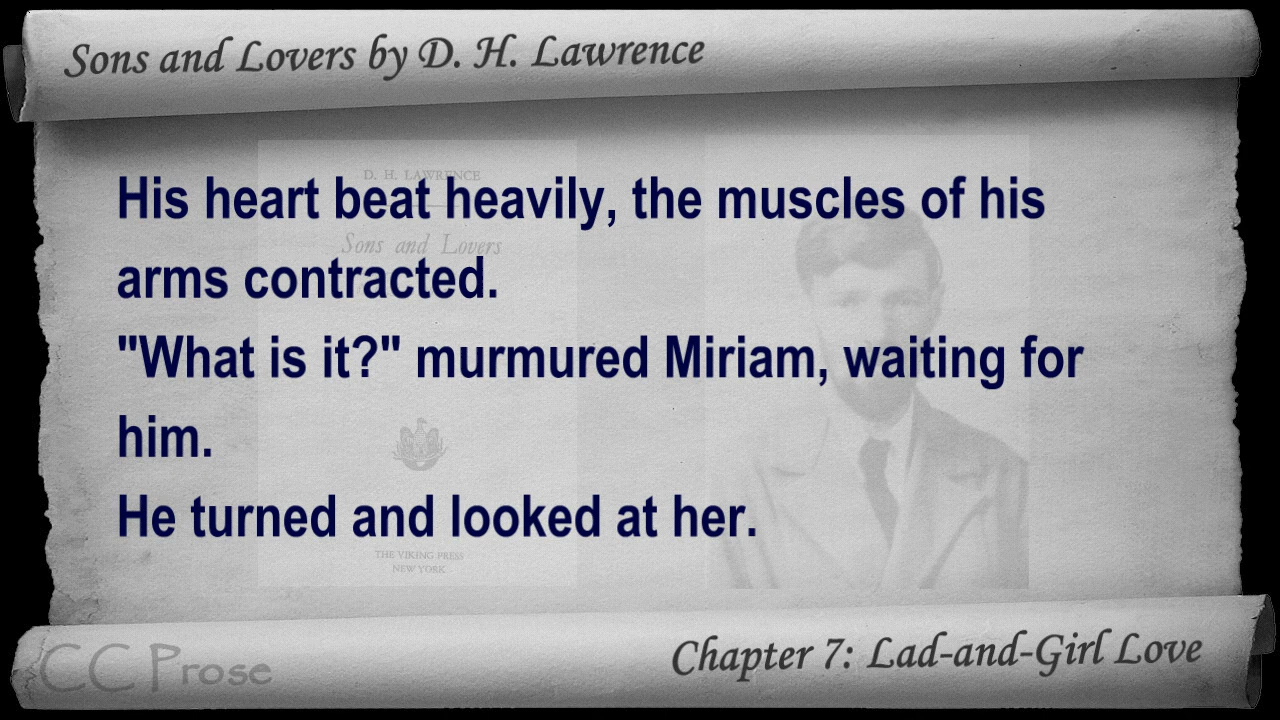 Sons and Lovers by D. H. Lawrence
D. H. LAWRENCE
His heart beat heavily, the muscles of his
Sons and Lovers
arms contracted.
"What is it?" murmured Miriam, waiting for
him.
He turned and looked at her.
THE VIKING PRESS
NEW YORK
CC Prose
Chapter 7: Lad-and-Girl Love